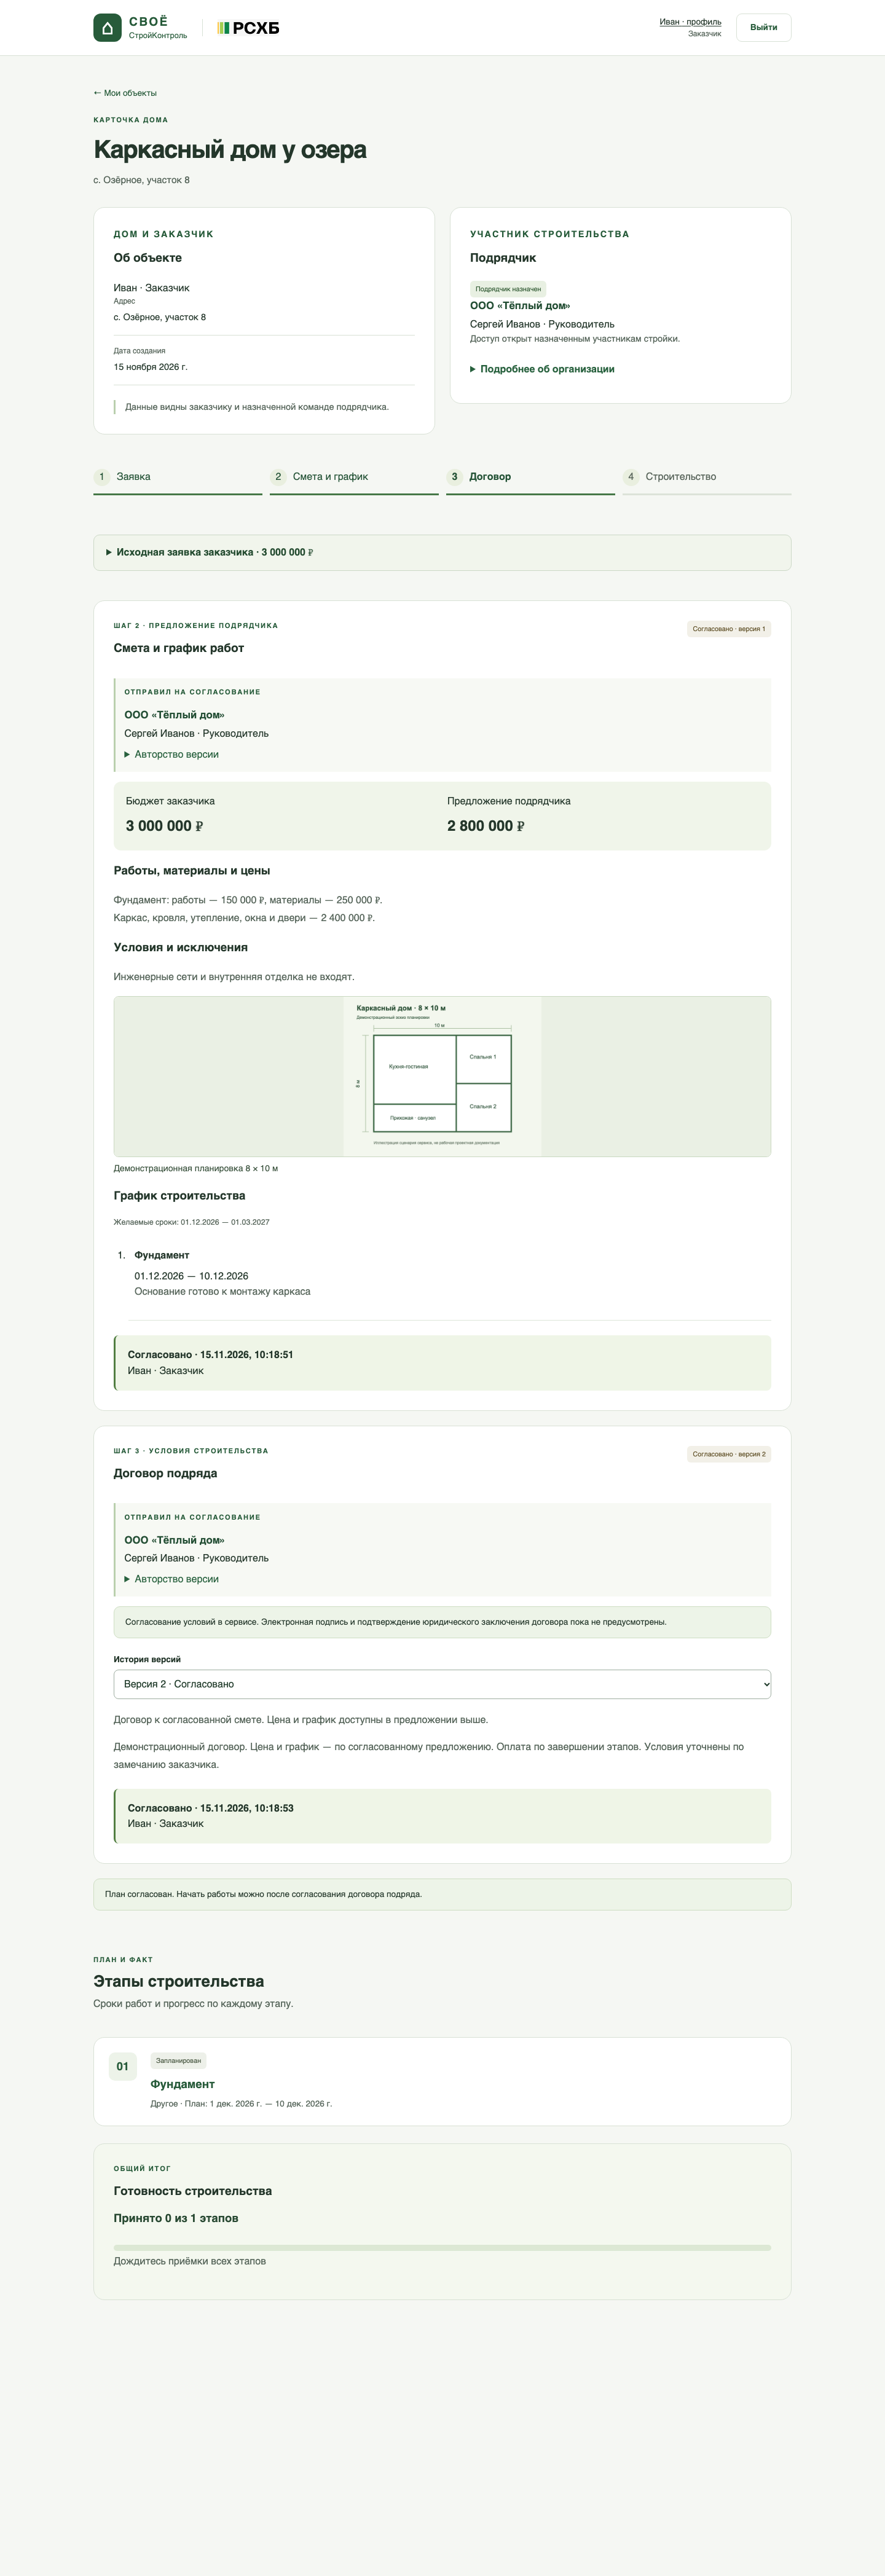 СВОЁ
СтройКонтроль
РСХБ
Иван · профиль
Заказчик
Выйти
← Мои объекты
КАРТОЧКА ДОМА
Каркасный дом у озера
с. Озёрное, участок 8
ДОМ И ЗАКАЗЧИК
Об объекте
Иван · Заказчик
Адрес
с. Озёрное, участок 8
Дата создания
15 ноября 2026 г.
Данные видны заказчику и назначенной команде подрядчика.
УЧАСТНИК СТРОИТЕЛЬСТВА
Подрядчик
Подрядчик назначен
ООО «Тёплый дом»
Сергей Иванов · Руководитель
Доступ открыт назначенным участникам стройки.
▶ Подробнее об организации
1 Заявка
2 Смета и график
3 Договор
4 Строительство
▶ Исходная заявка заказчика · 3 000 000 ₽
ШАГ 2 · ПРЕДЛОЖЕНИЕ ПОДРЯДЧИКА
Согласовано · версия 1
Смета и график работ
ОТПРАВИЛ НА СОГЛАСОВАНИЕ
ООО «Тёплый дом»
Сергей Иванов · Руководитель
▶ Авторство версии
Бюджет заказчика
3 000 000 ₽
Предложение подрядчика
2 800 000 ₽
Работы, материалы и цены
Фундамент: работы — 150 000 ₽, материалы — 250 000 ₽.
Каркас, кровля, утепление, окна и двери — 2 400 000 ₽.
Условия и исключения
Инженерные сети и внутренняя отделка не входят.
Каркасный дом · 8 × 10 м
Демонстрационный эскиз планировки
10 м
8 м
Кухня-гостиная
Спальня 1
Спальня 2
Прихожая · санузел
Иллюстрация сценария сервиса, не рабочая проектная документация
Демонстрационная планировка 8 × 10 м
График строительства
Желаемые сроки: 01.12.2026 — 01.03.2027
1. Фундамент
01.12.2026 — 10.12.2026
Основание готово к монтажу каркаса
Согласовано · 15.11.2026, 10:18:51
Иван · Заказчик
ШАГ 3 · УСЛОВИЯ СТРОИТЕЛЬСТВА
Согласовано · версия 2
Договор подряда
ОТПРАВИЛ НА СОГЛАСОВАНИЕ
ООО «Тёплый дом»
Сергей Иванов · Руководитель
▶ Авторство версии
Согласование условий в сервисе. Электронная подпись и подтверждение юридического заключения договора пока не предусмотрены.
История версий
Версия 2 · Согласовано
Договор к согласованной смете. Цена и график доступны в предложении выше.
Демонстрационный договор. Цена и график — по согласованному предложению. Оплата по завершении этапов. Условия уточнены по
замечанию заказчика.
Согласовано · 15.11.2026, 10:18:53
Иван · Заказчик
План согласован. Начать работы можно после согласования договора подряда.
ПЛАН И ФАКТ
Этапы строительства
Сроки работ и прогресс по каждому этапу.
01
Запланирован
Фундамент
Другое · План: 1 дек. 2026 г. — 10 дек. 2026 г.
ОБЩИЙ ИТОГ
Готовность строительства
Принято 0 из 1 этапов
Дождитесь приёмки всех этапов